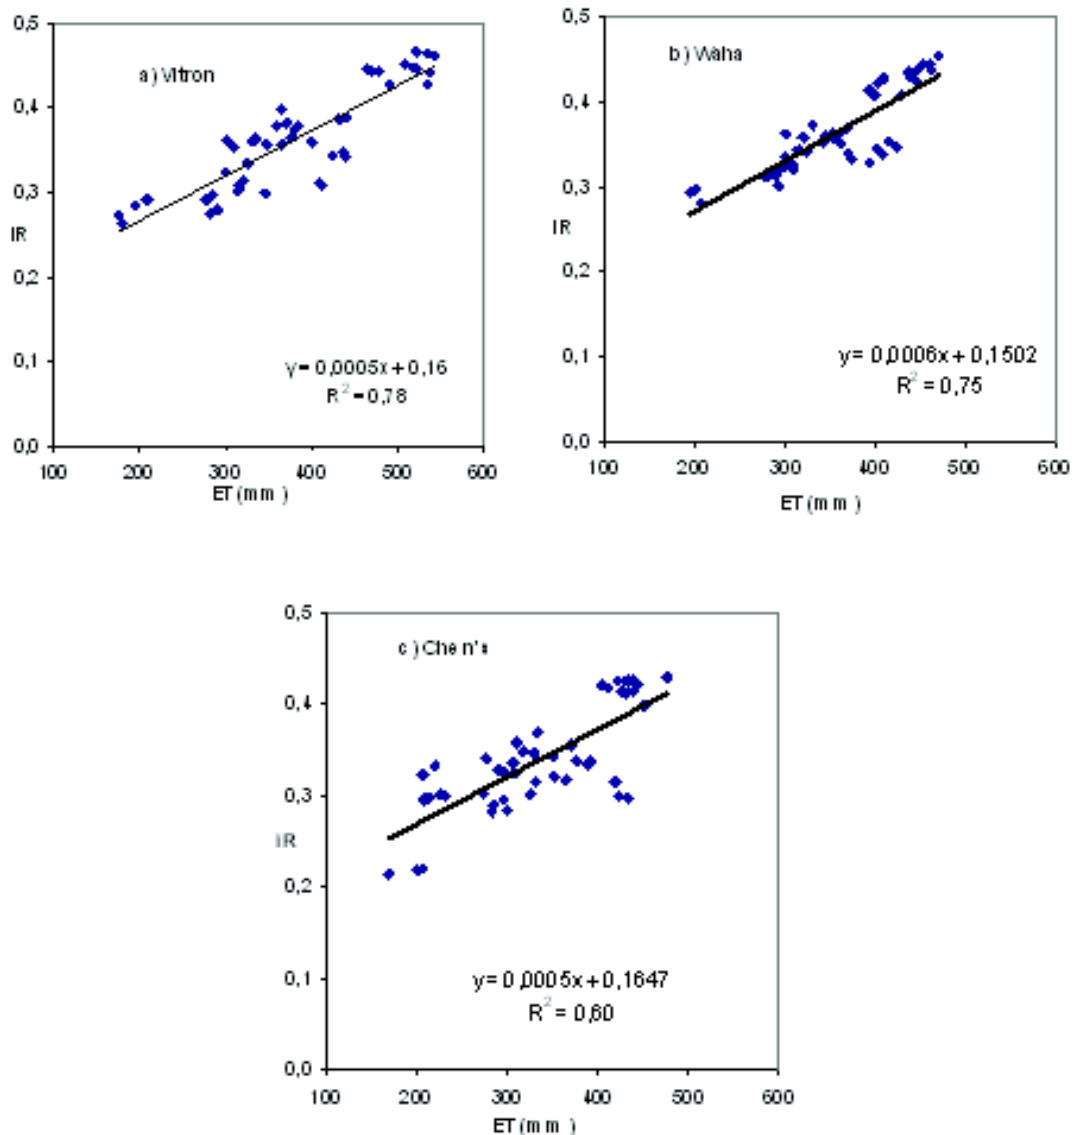 a) Vitron
0,5
0,4
0,3
IR
0,2
0,1
0,0
y = 0,0005x + 0,16
R² = 0,78
100 200 300 400 500 600
ET (mm)
b) Waha
0,5
0,4
0,3
IR
0,2
0,1
0,0
y = 0,0006x + 0,1502
R² = 0,75
100 200 300 400 500 600
ET (mm)
c) Chen's
0,5
0,4
0,3
IR
0,2
0,1
0,0
y = 0,0005x + 0,1647
R² = 0,60
100 200 300 400 500 600
ET (mm)